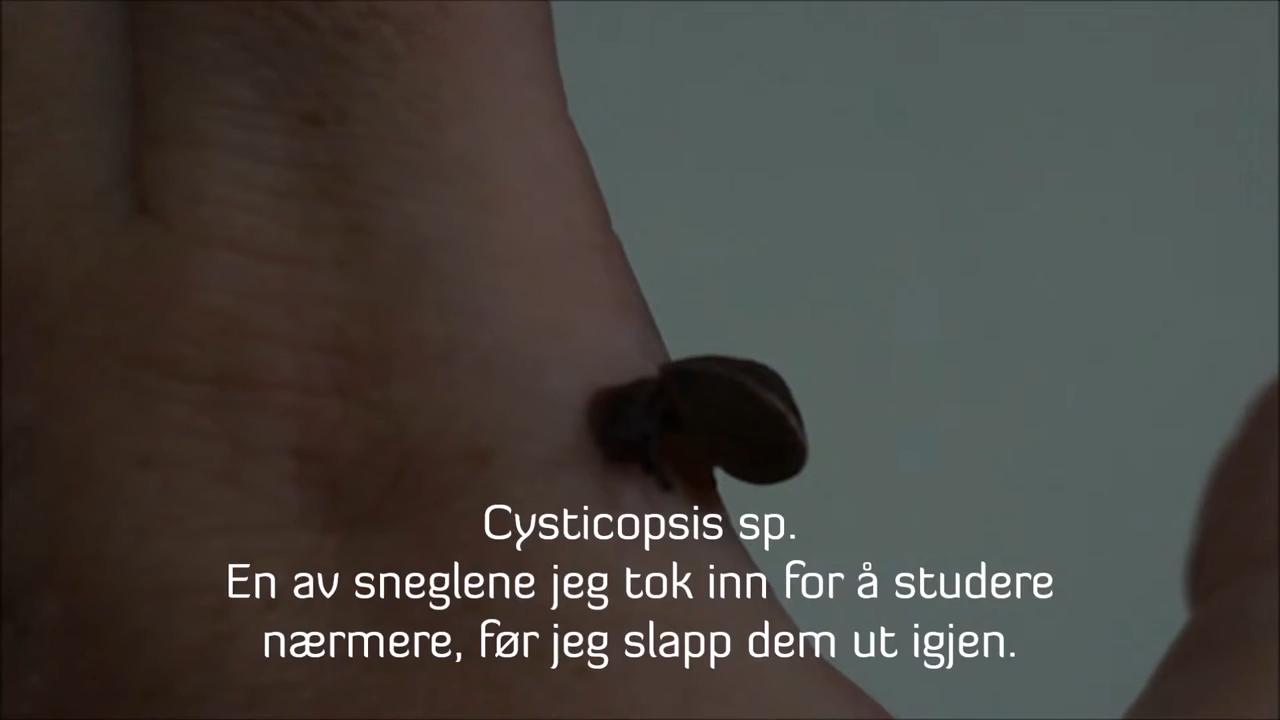 Cysticopsis sp.
En av sneglene jeg tok inn for å studere
nærmere, før jeg slapp dem ut igjen.